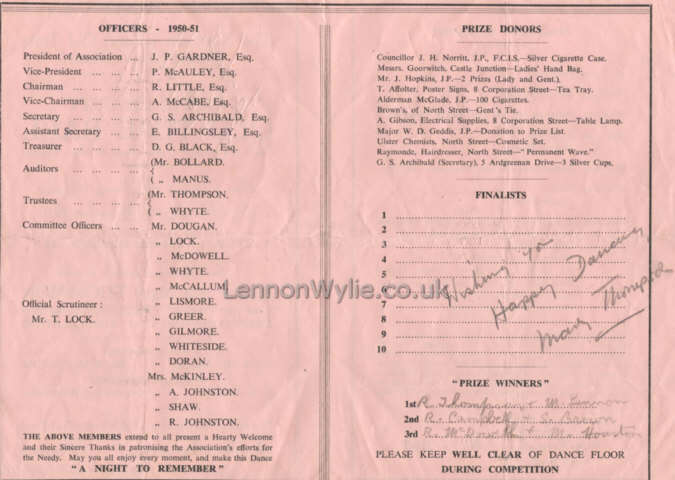 OFFICERS - 1950-51
President of Association ... J. P. GARDNER, Esq.
Vice-President ... ... ... P. McAULEY, Esq.
Chairman ... ... ... ... R. LITTLE, Esq.
Vice-Chairman ... ... ... A. McCABE, Esq.
Secretary ... ... ... ... G. S. ARCHIBALD, Esq.
Assistant Secretary ... ... E. BILLINGSLEY, Esq.
Treasurer ... ... ... ... D. G. BLACK, Esq.
Auditors ... ... ... ... (Mr. BOLLARD.
( „ MANUS.
Trustees ... ... ... ... (Mr. THOMPSON.
( „ WHYTE.
Committee Officers ... ... Mr. DOUGAN.
„ LOCK.
„ McDOWELL.
„ WHYTE.
„ McCALLUM.
„ LISMORE.
„ GREER.
„ GILMORE.
„ WHITESIDE.
„ DORAN.
Mrs. McKINLEY.
„ A. JOHNSTON.
„ SHAW.
„ R. JOHNSTON.
Official Scrutineer :
Mr. T. LOCK.
THE ABOVE MEMBERS extend to all present a Hearty Welcome
and their Sincere Thanks in patronising the Association's efforts for
the Needy. May you all enjoy every moment, and make this Dance
"A NIGHT TO REMEMBER"
PRIZE DONORS
Councillor J. H. Norritt, J.P., F.C.I.S.—Silver Cigarette Case.
Messrs. Goorwitch, Castle Junction—Ladies' Hand Bag.
Mr. J. Hopkins, J.P.—2 Prizes (Lady and Gent.).
T. Affolter, Poster Signs, 8 Corporation Street—Tea Tray.
Alderman McGlade, J.P.—100 Cigarettes.
Brown's, of North Street—Gent's Tie.
A. Gibson, Electrical Supplies, 8 Corporation Street—Table Lamp.
Major W. D. Geddis, J.P.—Donation to Prize List.
Ulster Chemists, North Street—Cosmetic Set.
Raymonde, Hairdresser, North Street—"Permanent Wave."
G. S. Archibald (Secretary), 5 Ardgreenan Drive—3 Silver Cups.
FINALISTS
1
2
3
4
5
6
7
8
9
10
Wishing you
Happy Dancing
Mary Thompson
LennonWylie.co.uk
"PRIZE WINNERS"
1st R Thompson + M. Lennon
2nd R. Campbell + S. Brown
3rd R. McDowell + M. Houston
PLEASE KEEP WELL CLEAR OF DANCE FLOOR
DURING COMPETITION